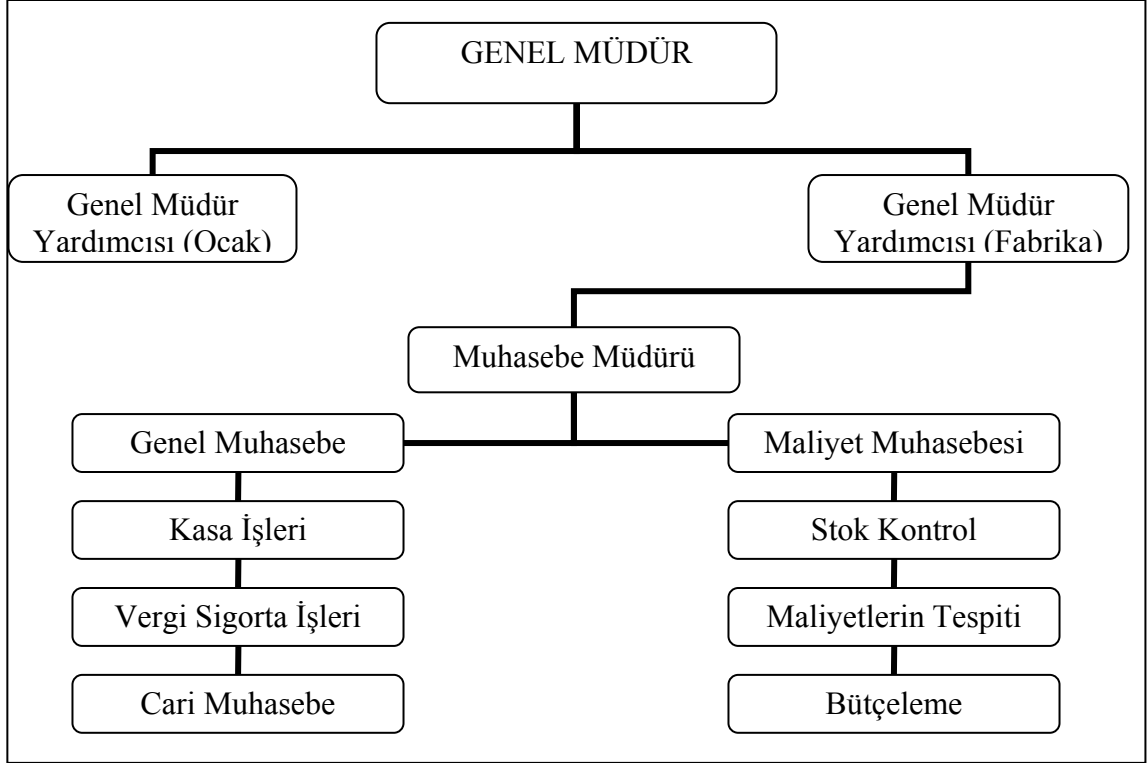 GENEL MÜDÜR
Genel Müdür
Yardımcısı (Ocak)
Genel Müdür
Yardımcısı (Fabrika)
Muhasebe Müdürü
Genel Muhasebe
Maliyet Muhasebesi
Kasa İşleri
Stok Kontrol
Vergi Sigorta İşleri
Maliyetlerin Tespiti
Cari Muhasebe
Bütçeleme